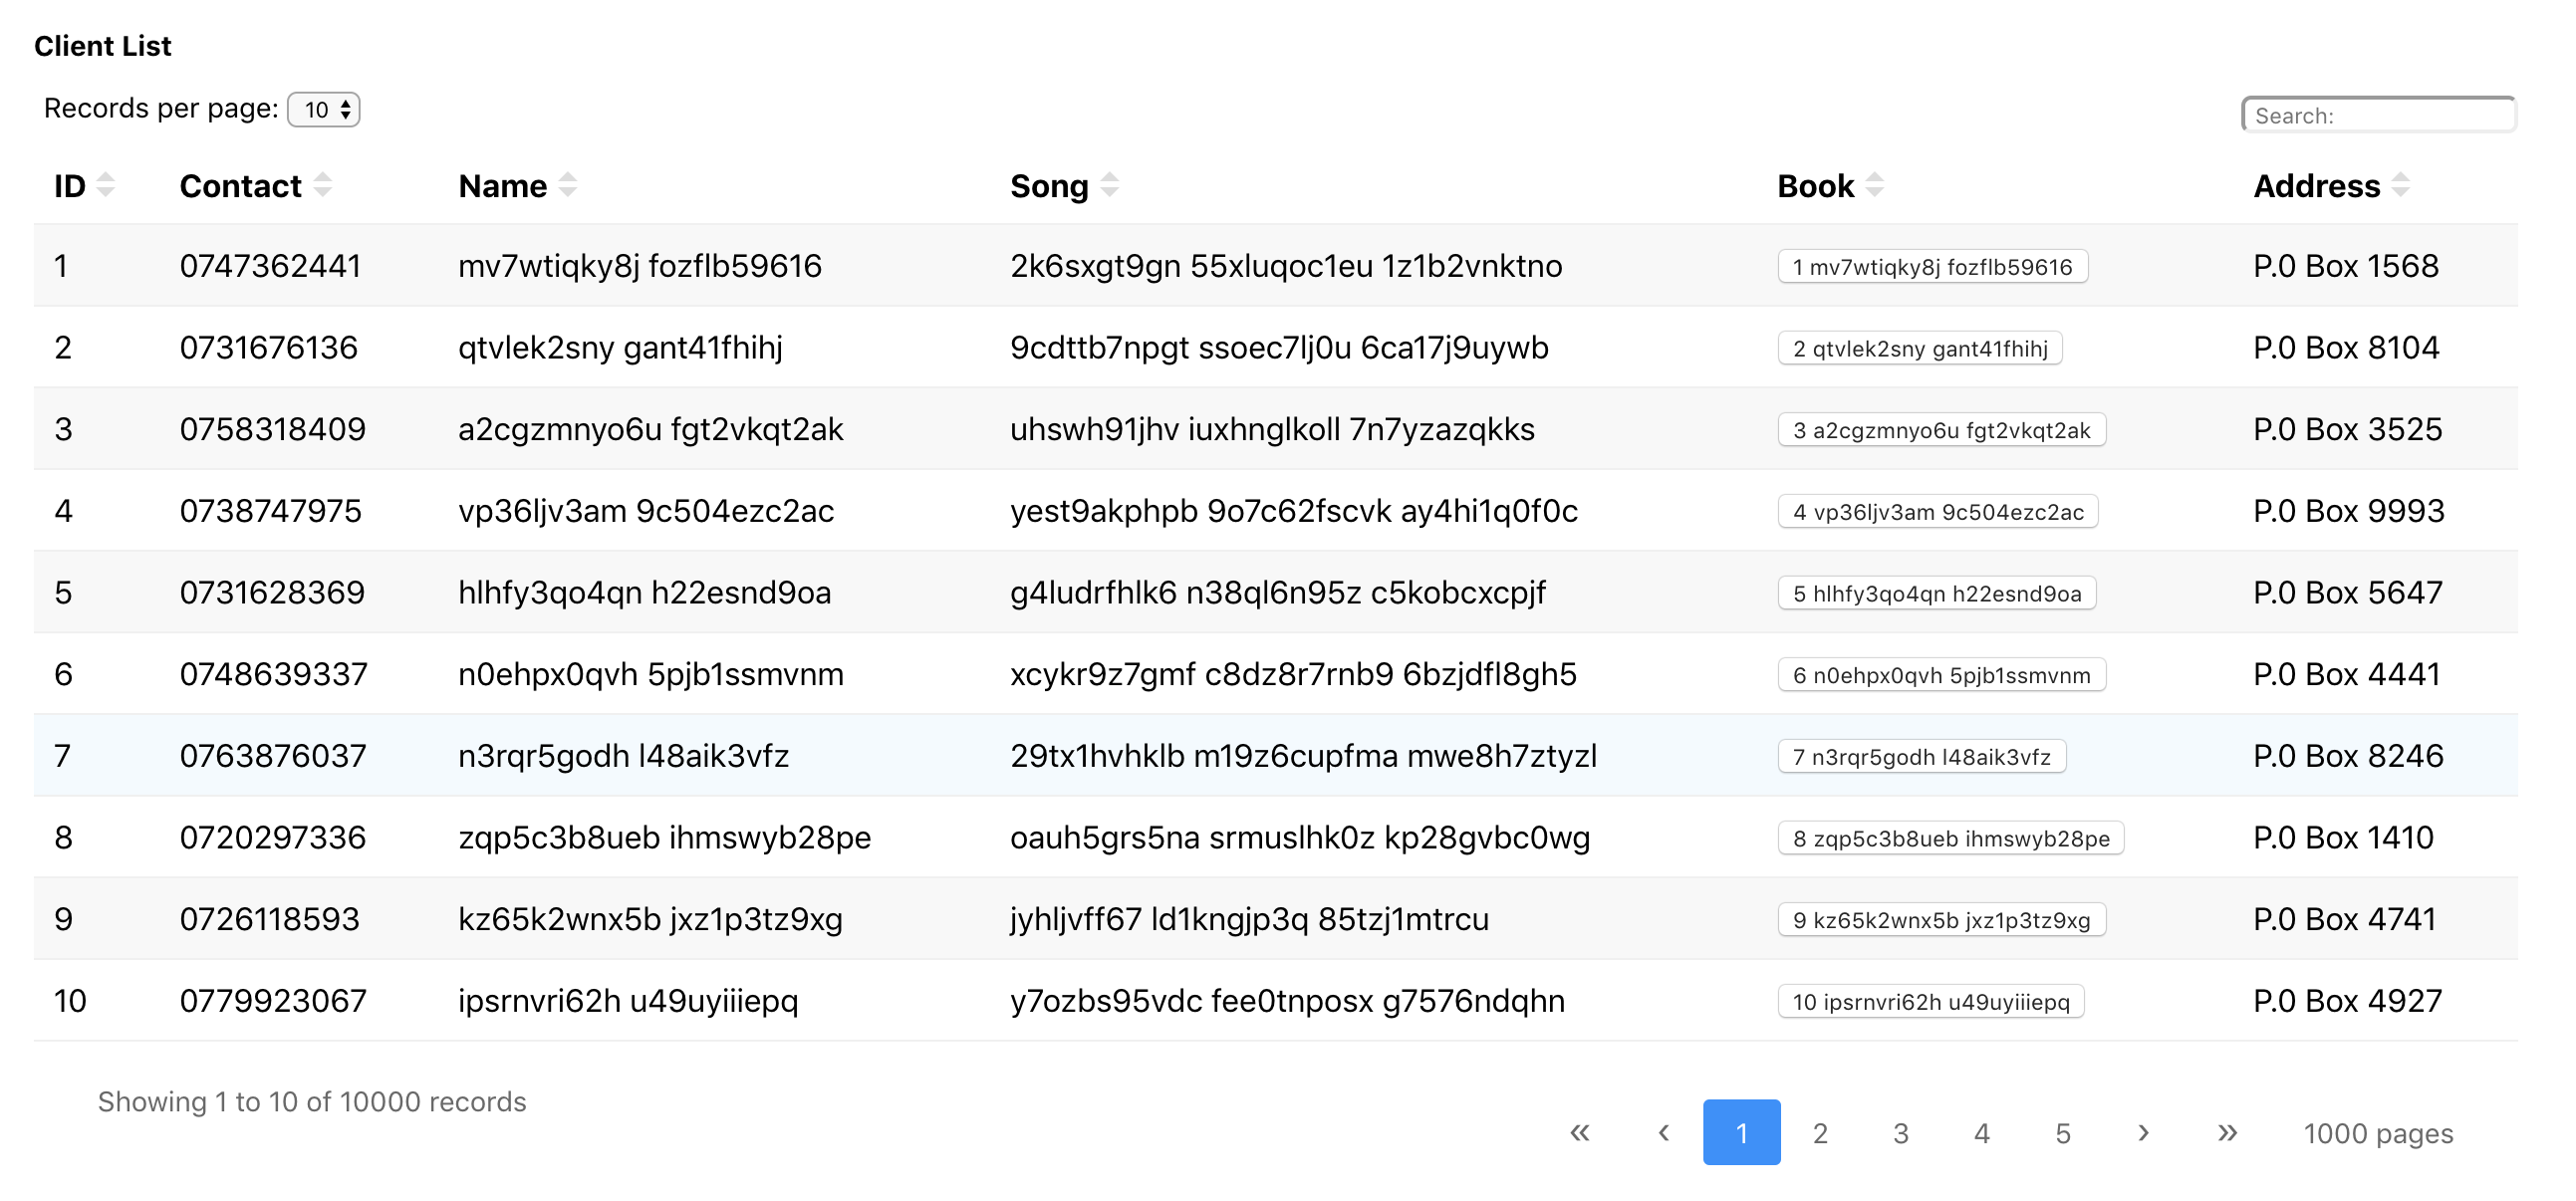 Client List
Records per page: 10
Search:
ID Contact Name Song Book Address
1 0747362441 mv7wtiqky8j fozflb59616 2k6sxgt9gn 55xluqoc1eu 1z1b2vnktno 1 mv7wtiqky8j fozflb59616 P.0 Box 1568
2 0731676136 qtvlek2sny gant41fhihj 9cdttb7npgt ssoec7lj0u 6ca17j9uywb 2 qtvlek2sny gant41fhihj P.0 Box 8104
3 0758318409 a2cgzmnyo6u fgt2vkqt2ak uhswh91jhv iuxhnglkoll 7n7yzazqkks 3 a2cgzmnyo6u fgt2vkqt2ak P.0 Box 3525
4 0738747975 vp36ljv3am 9c504ezc2ac yest9akphpb 9o7c62fscvk ay4hi1q0f0c 4 vp36ljv3am 9c504ezc2ac P.0 Box 9993
5 0731628369 hlhfy3qo4qn h22esnd9oa g4ludrfhlk6 n38ql6n95z c5kobcxcpjf 5 hlhfy3qo4qn h22esnd9oa P.0 Box 5647
6 0748639337 n0ehpx0qvh 5pjb1ssmvnm xcykr9z7gmf c8dz8r7rnb9 6bzjdfl8gh5 6 n0ehpx0qvh 5pjb1ssmvnm P.0 Box 4441
7 0763876037 n3rqr5godh l48aik3vfz 29tx1hvhklb m19z6cupfma mwe8h7ztyzl 7 n3rqr5godh l48aik3vfz P.0 Box 8246
8 0720297336 zqp5c3b8ueb ihmswyb28pe oauh5grs5na srmuslhk0z kp28gvbc0wg 8 zqp5c3b8ueb ihmswyb28pe P.0 Box 1410
9 0726118593 kz65k2wnx5b jxz1p3tz9xg jyhljvff67 ld1kngjp3q 85tzj1mtrcu 9 kz65k2wnx5b jxz1p3tz9xg P.0 Box 4741
10 0779923067 ipsrnvri62h u49uyiiiepq y7ozbs95vdc fee0tnposx g7576ndqhn 10 ipsrnvri62h u49uyiiiepq P.0 Box 4927
Showing 1 to 10 of 10000 records
« ‹ 1 2 3 4 5 › » 1000 pages